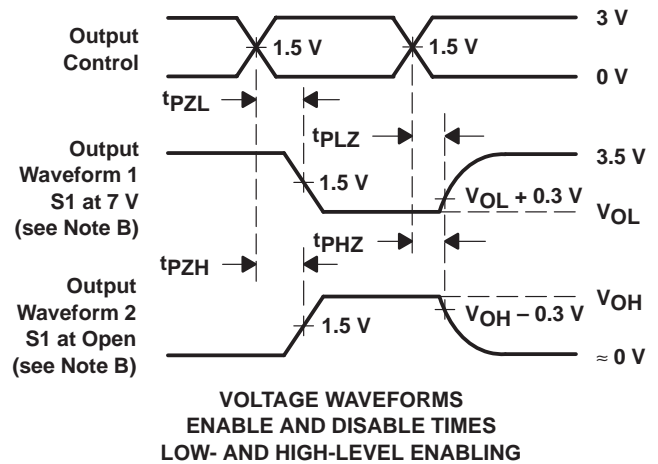 Output
Control
1.5 V
1.5 V
3 V
0 V
tPZL
tPLZ
Output
Waveform 1
S1 at 7 V
(see Note B)
1.5 V
3.5 V
VOL + 0.3 V
VOL
tPZH
tPHZ
Output
Waveform 2
S1 at Open
(see Note B)
1.5 V
VOH
VOH – 0.3 V
≈ 0 V
VOLTAGE WAVEFORMS
ENABLE AND DISABLE TIMES
LOW- AND HIGH-LEVEL ENABLING